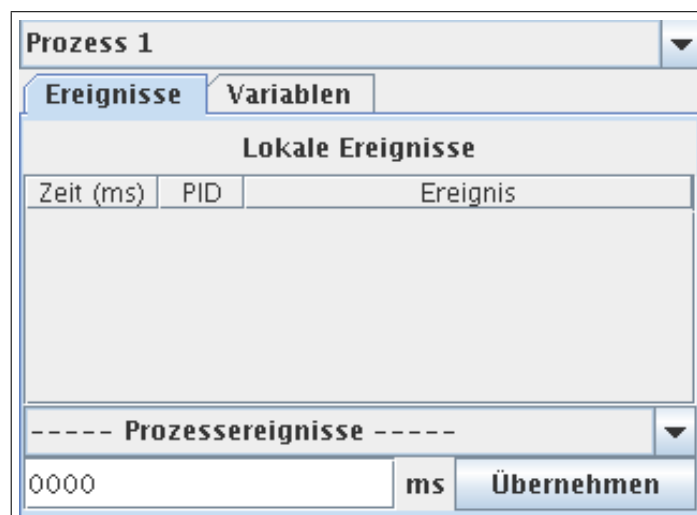 Prozess 1
Ereignisse Variablen
Lokale Ereignisse
Zeit (ms) PID Ereignis
----- Prozessereignisse -----
0000 ms Übernehmen